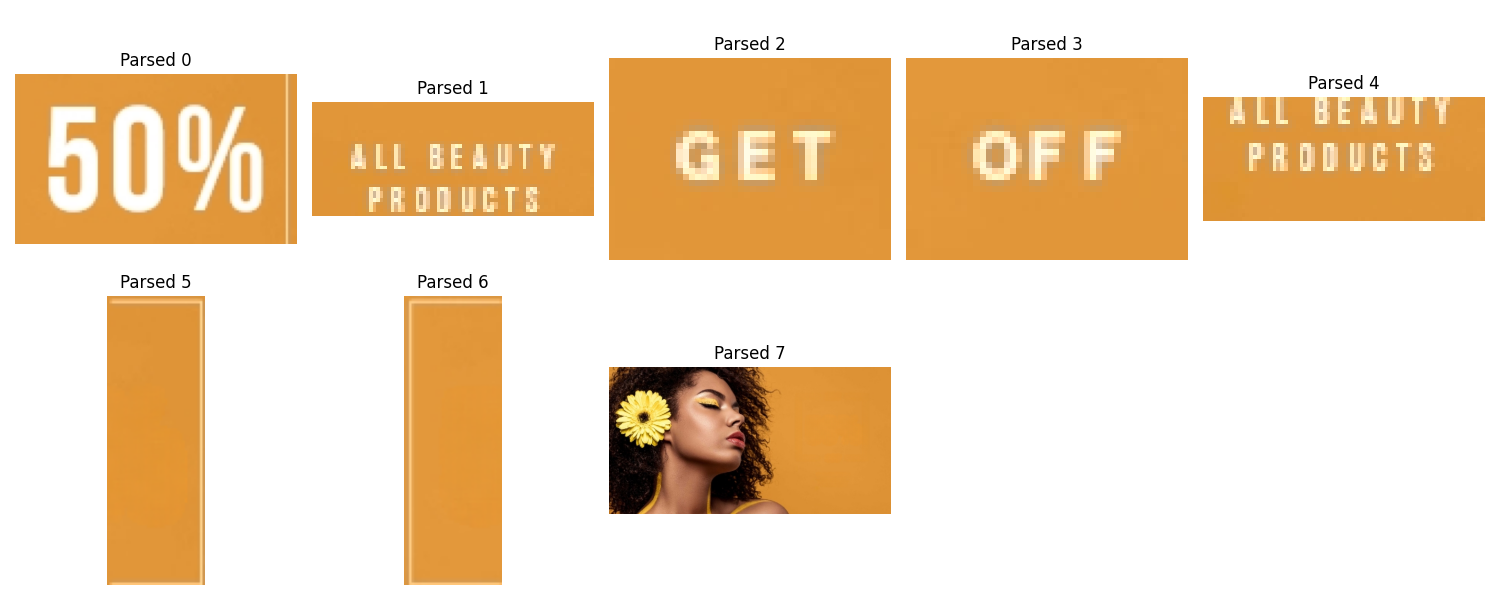 Parsed 0
50%
Parsed 1
ALL BEAUTY
PRODUCTS
Parsed 2
GET
Parsed 3
OFF
Parsed 4
ALL BEAUTY
PRODUCTS
Parsed 5
Parsed 6
Parsed 7